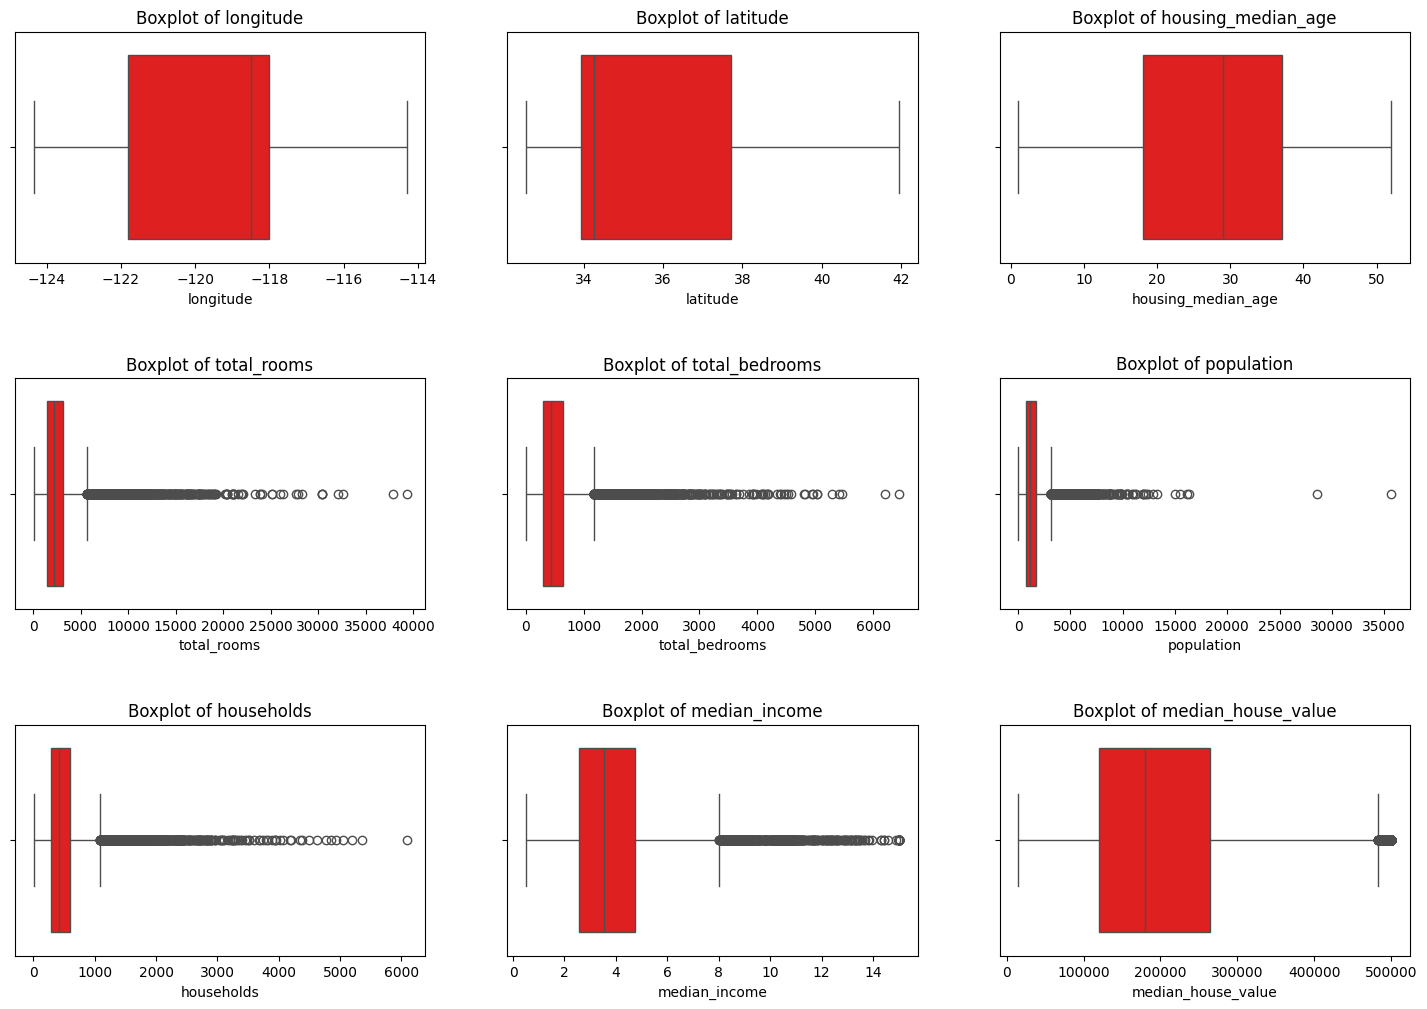 Boxplot of longitude
Boxplot of latitude
Boxplot of housing_median_age
−124 −122 −120 −118 −116 −114
34 36 38 40 42
0 10 20 30 40 50
longitude
latitude
housing_median_age
Boxplot of total_rooms
Boxplot of total_bedrooms
Boxplot of population
0 5000 10000 15000 20000 25000 30000 35000 40000
0 1000 2000 3000 4000 5000 6000
0 5000 10000 15000 20000 25000 30000 35000
total_rooms
total_bedrooms
population
Boxplot of households
Boxplot of median_income
Boxplot of median_house_value
0 1000 2000 3000 4000 5000 6000
0 2 4 6 8 10 12 14
0 100000 200000 300000 400000 500000
households
median_income
median_house_value